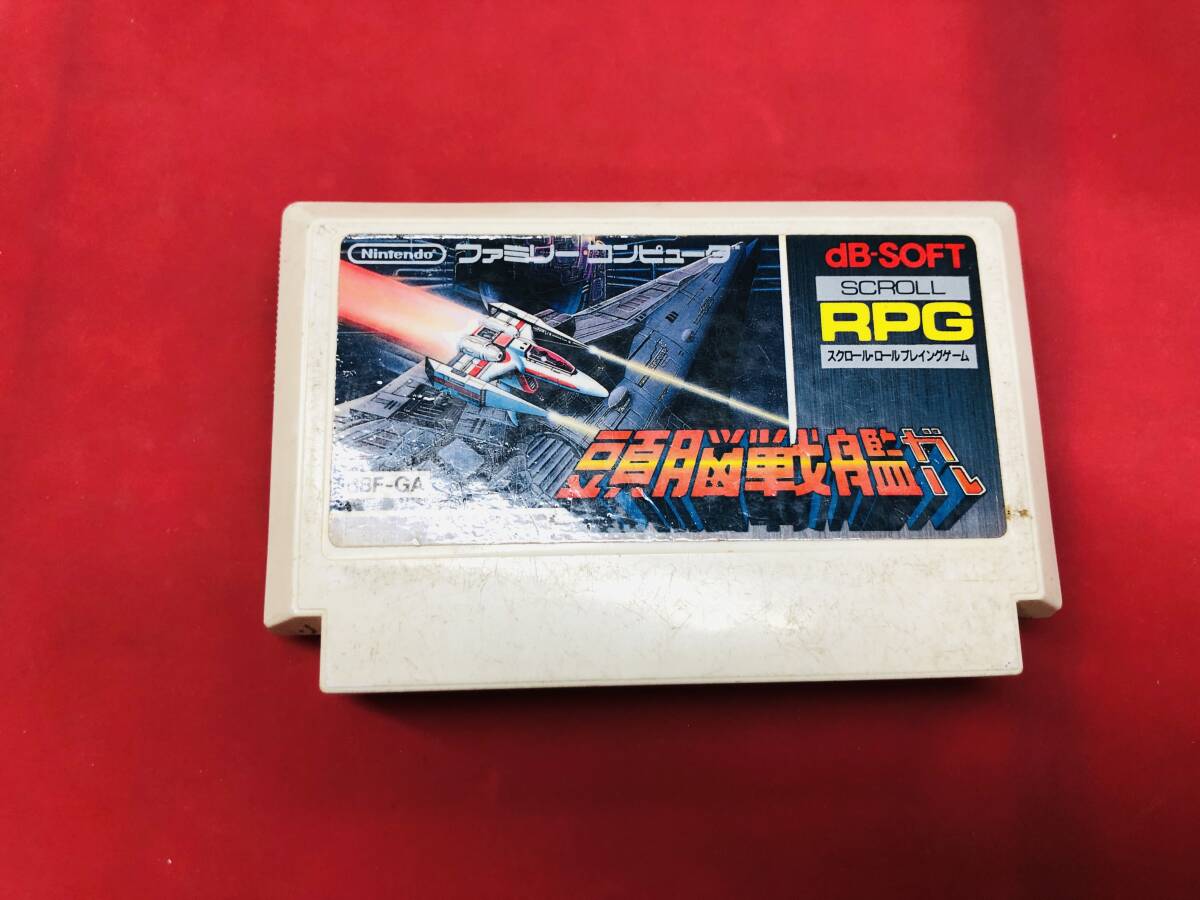 Nintendo
ファミリーコンピュータ
dB-SOFT
SCROLL
RPG
スクロール・ロールプレイングゲーム
頭脳戦艦ガル
BF-GA